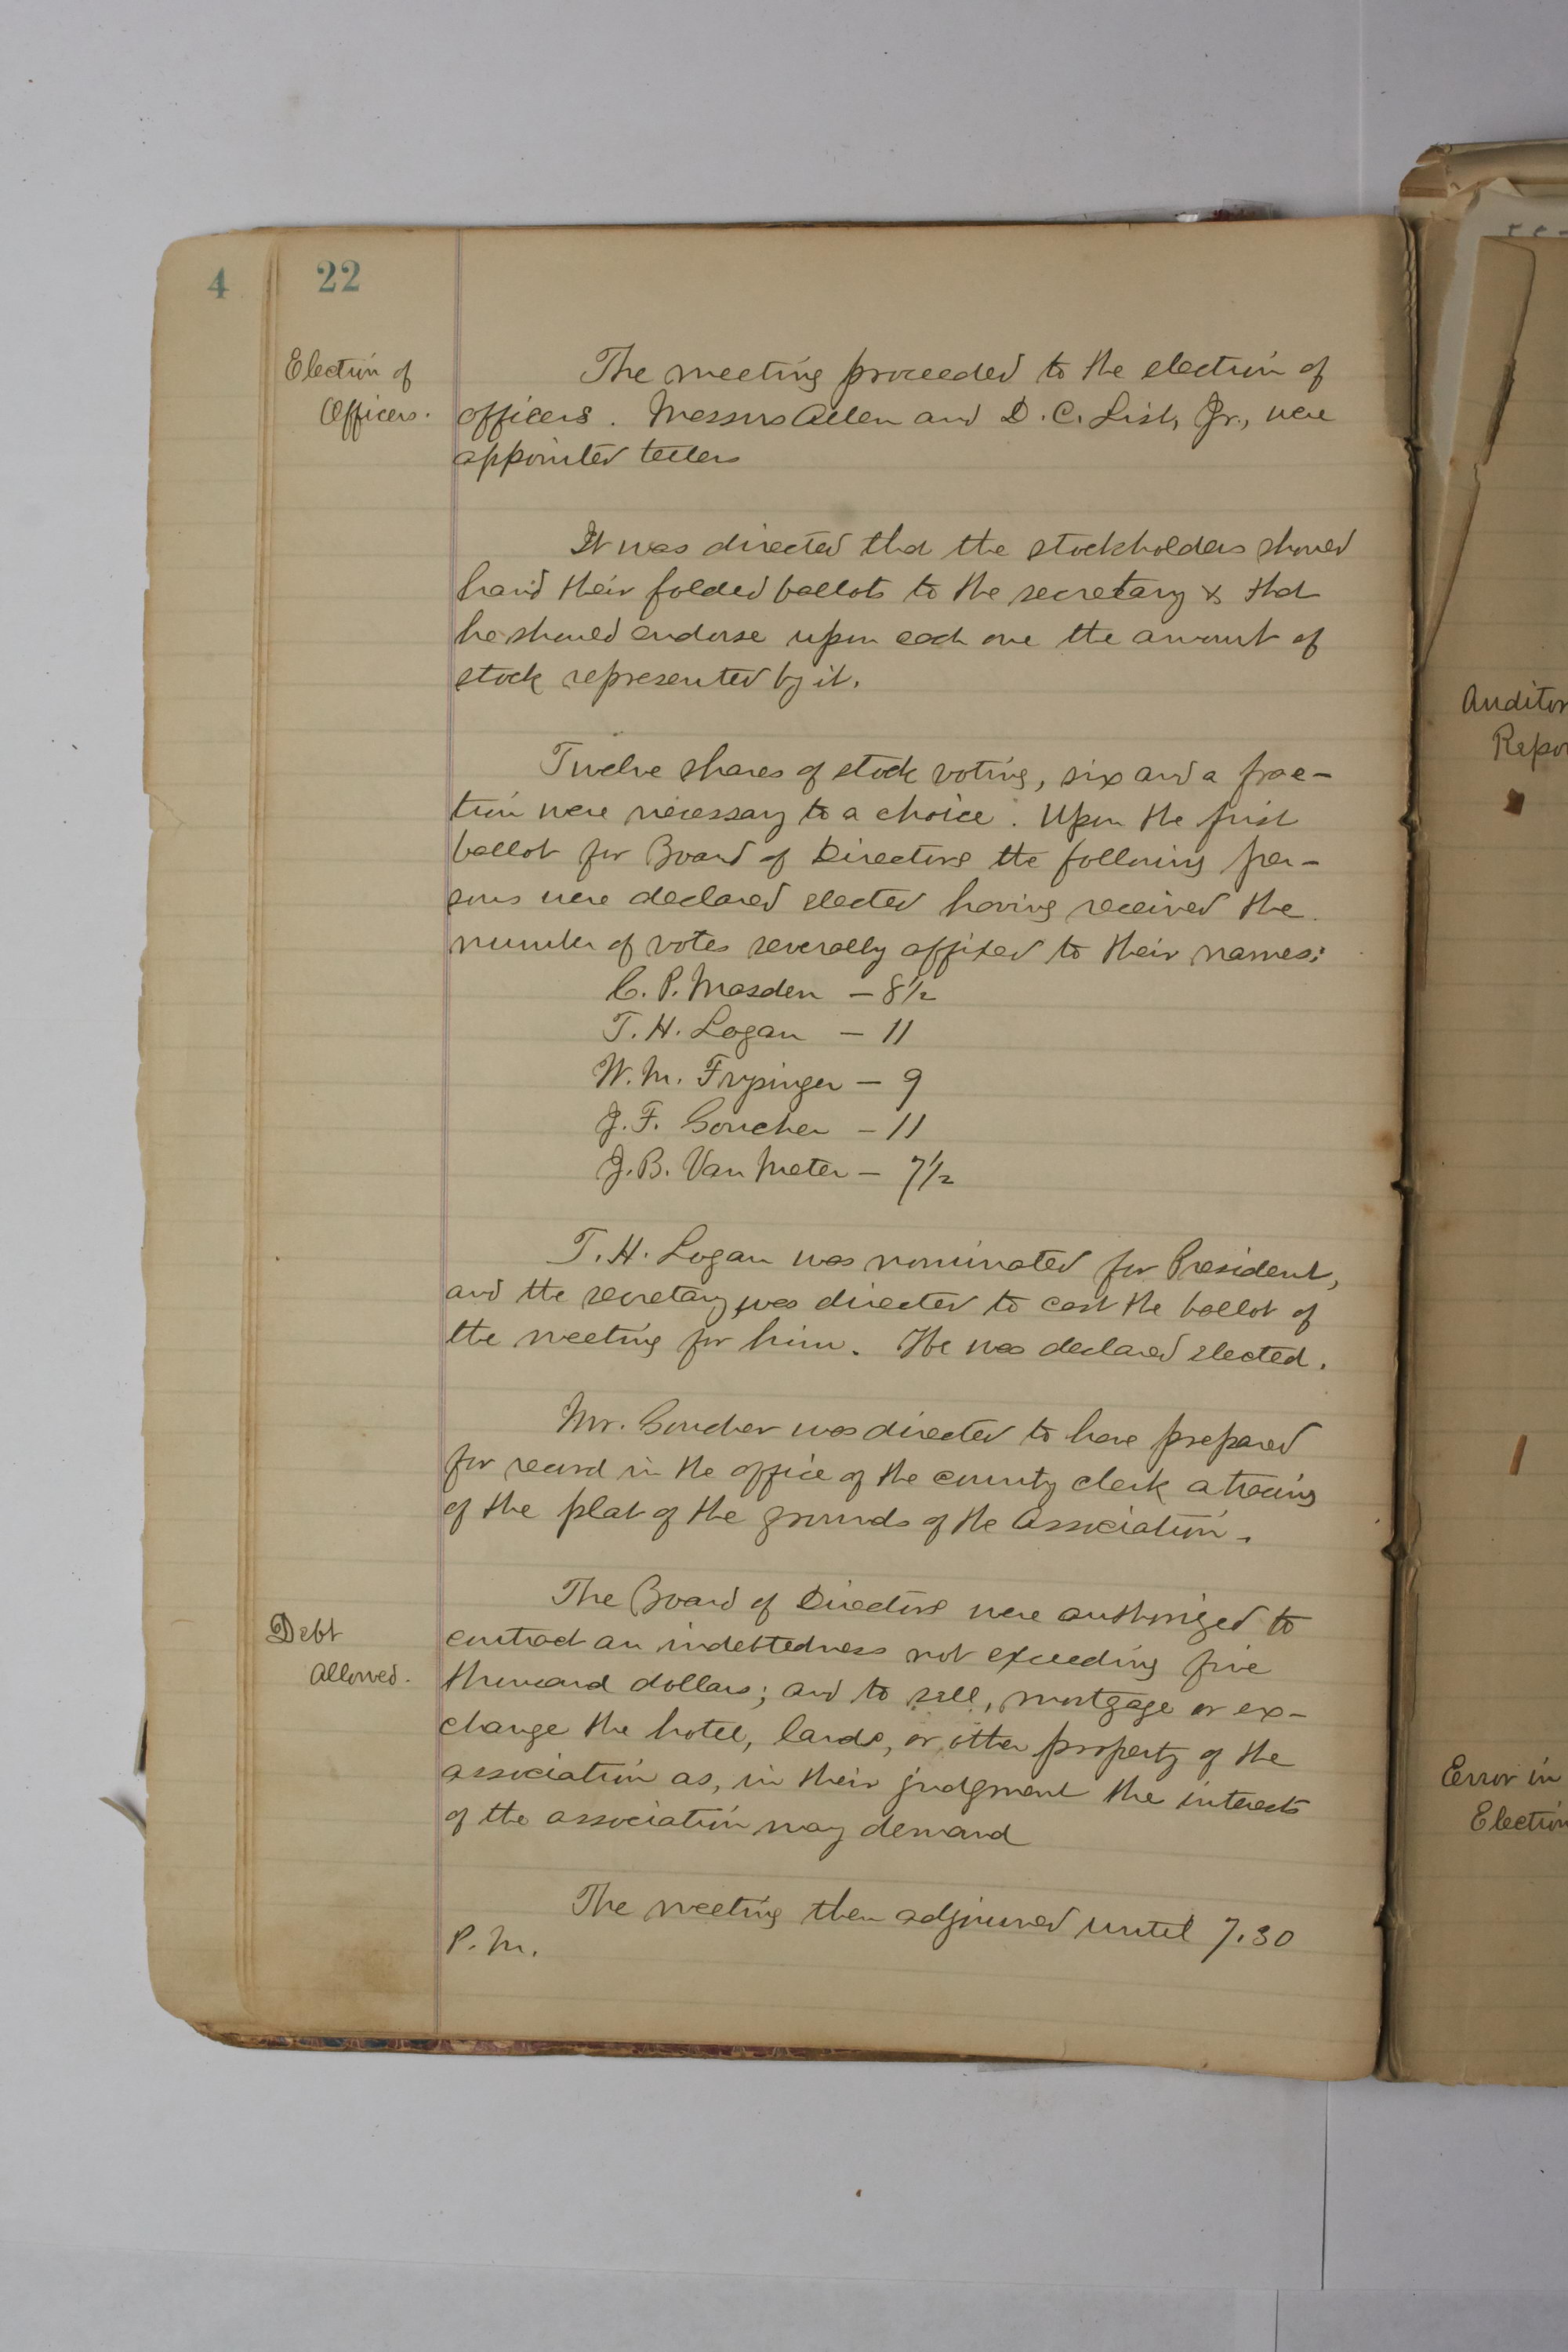 4
22
Election of
Officers.
The meeting proceeded to the election of
officers. Messrs Allen and D. C. List, Jr., were
appointed tellers
It was directed that the stockholders should
hand their folded ballots to the secretary & that
he should endorse upon each one the amount of
stock represented by it.
Twelve shares of stock voting, six and a frac-
tion were necessary to a choice. Upon the first
ballot for Board of Directors the following per-
sons were declared elected having received the
number of votes severally affixed to their names:
C. P. Masden - 8½
T. H. Logan - 11
W. M. Frysinger - 9
J. F. Goucher - 11
J. B. Van Meter - 7½
T. H. Logan was nominated for President,
and the secretary was directed to cast the ballot of
the meeting for him. He was declared elected.
Mr. Goucher was directed to have prepared
for record in the office of the county clerk a tracing
of the plat of the grounds of the Association.
Debt
Allowed.
The Board of Directors were authorized to
contract an indebtedness not exceeding five
thousand dollars; and to sell, mortgage or ex-
change the hotel, lands, or other property of the
association as, in their judgment the interests
of the association may demand
The meeting then adjourned until 7.30
P. M.
Auditor
Repor
Error in
Election